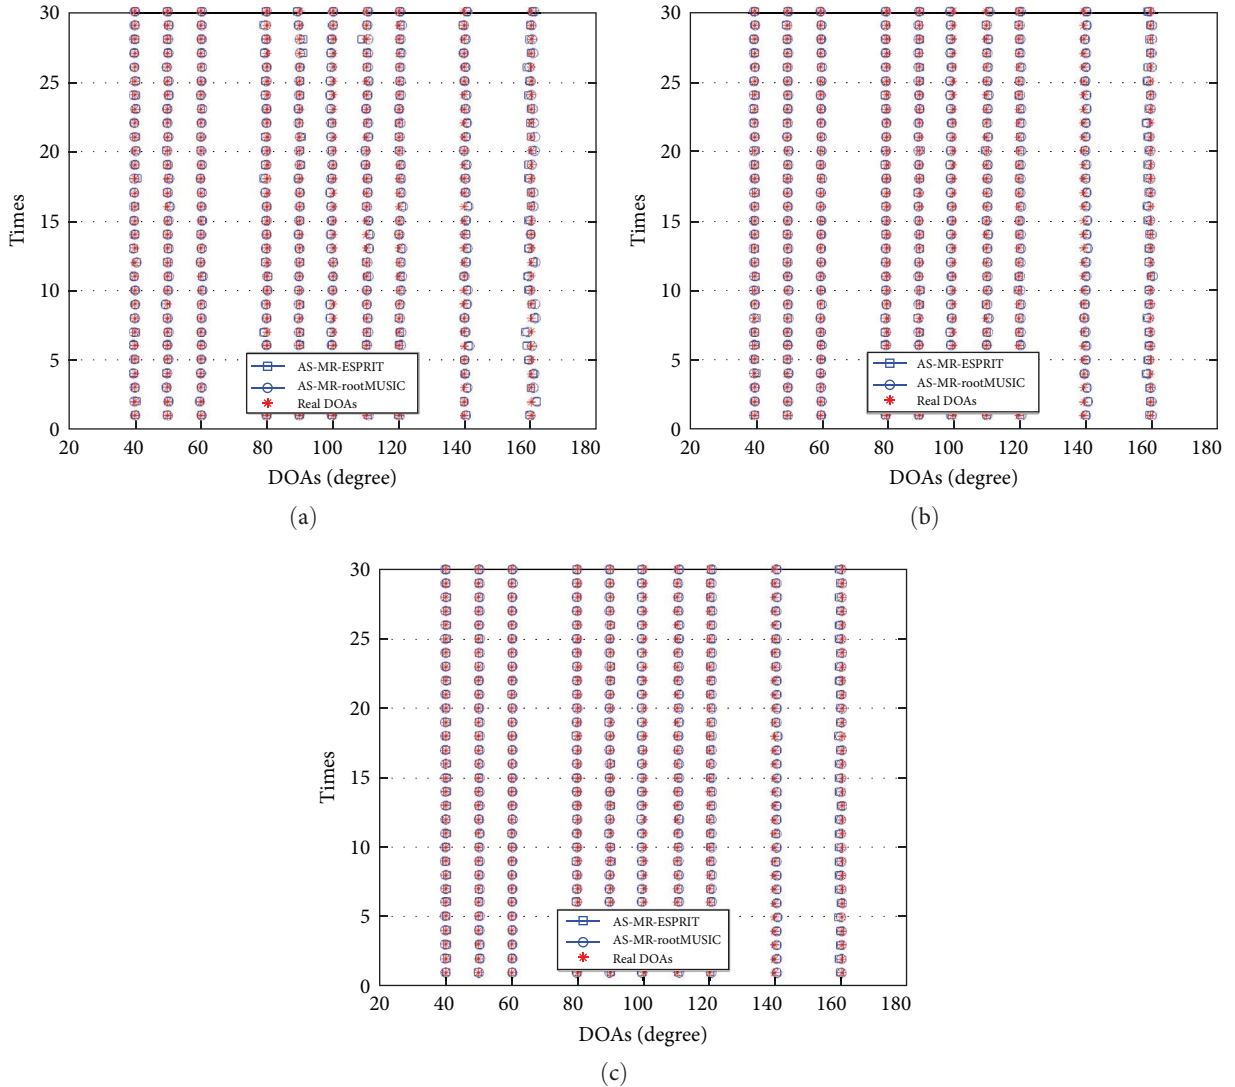 30
25
20
15
10
5
0
Times
AS-MR-ESPRIT
AS-MR-rootMUSIC
Real DOAs
20 40 60 80 100 120 140 160 180
DOAs (degree)
(a)
30
25
20
15
10
5
0
Times
AS-MR-ESPRIT
AS-MR-rootMUSIC
Real DOAs
20 40 60 80 100 120 140 160 180
DOAs (degree)
(b)
30
25
20
15
10
5
0
Times
AS-MR-ESPRIT
AS-MR-rootMUSIC
Real DOAs
20 40 60 80 100 120 140 160 180
DOAs (degree)
(c)